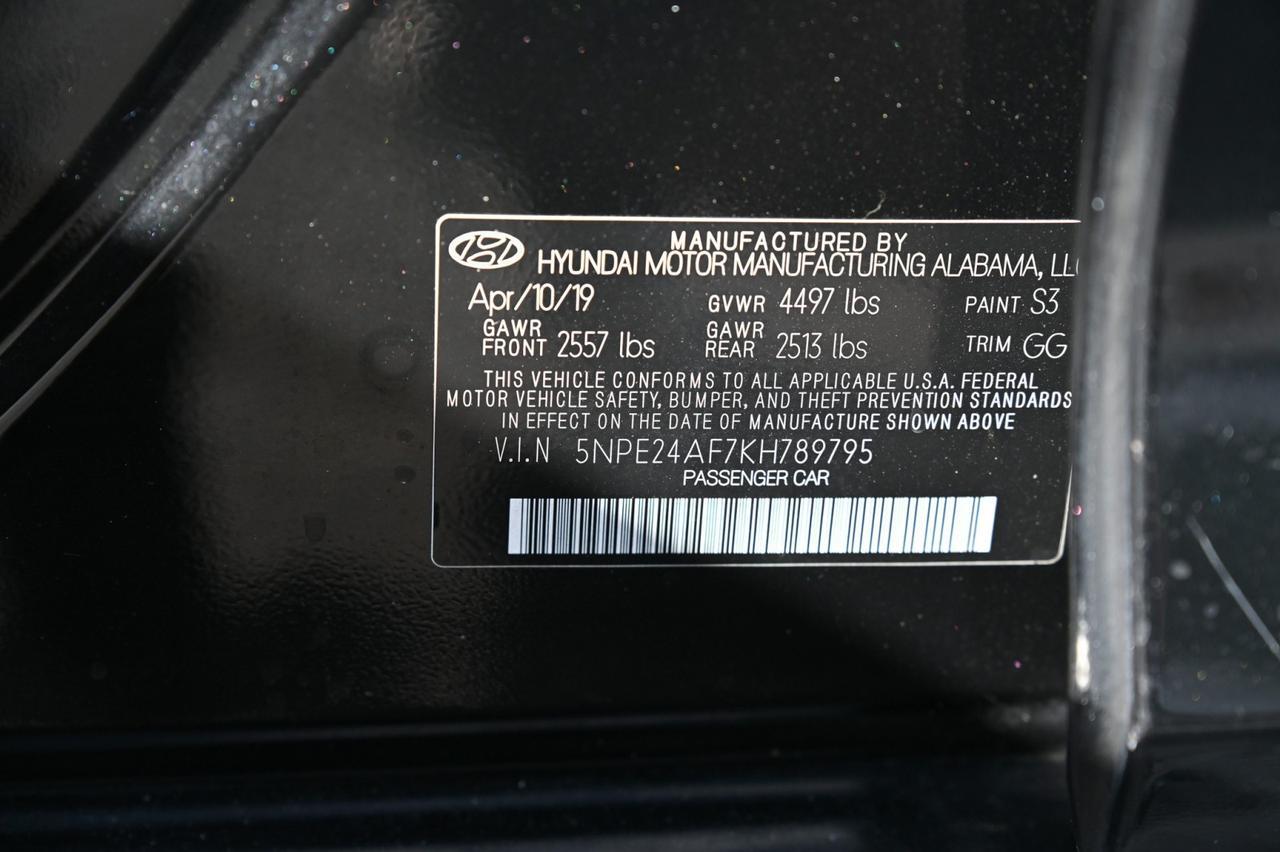 MANUFACTURED BY
HYUNDAI MOTOR MANUFACTURING ALABAMA, LLC
Apr/10/19 GVWR 4497 lbs PAINT S3
GAWR FRONT 2557 lbs GAWR REAR 2513 lbs TRIM GG
THIS VEHICLE CONFORMS TO ALL APPLICABLE U.S.A. FEDERAL
MOTOR VEHICLE SAFETY, BUMPER, AND THEFT PREVENTION STANDARDS
IN EFFECT ON THE DATE OF MANUFACTURE SHOWN ABOVE
V.I.N 5NPE24AF7KH789795
PASSENGER CAR